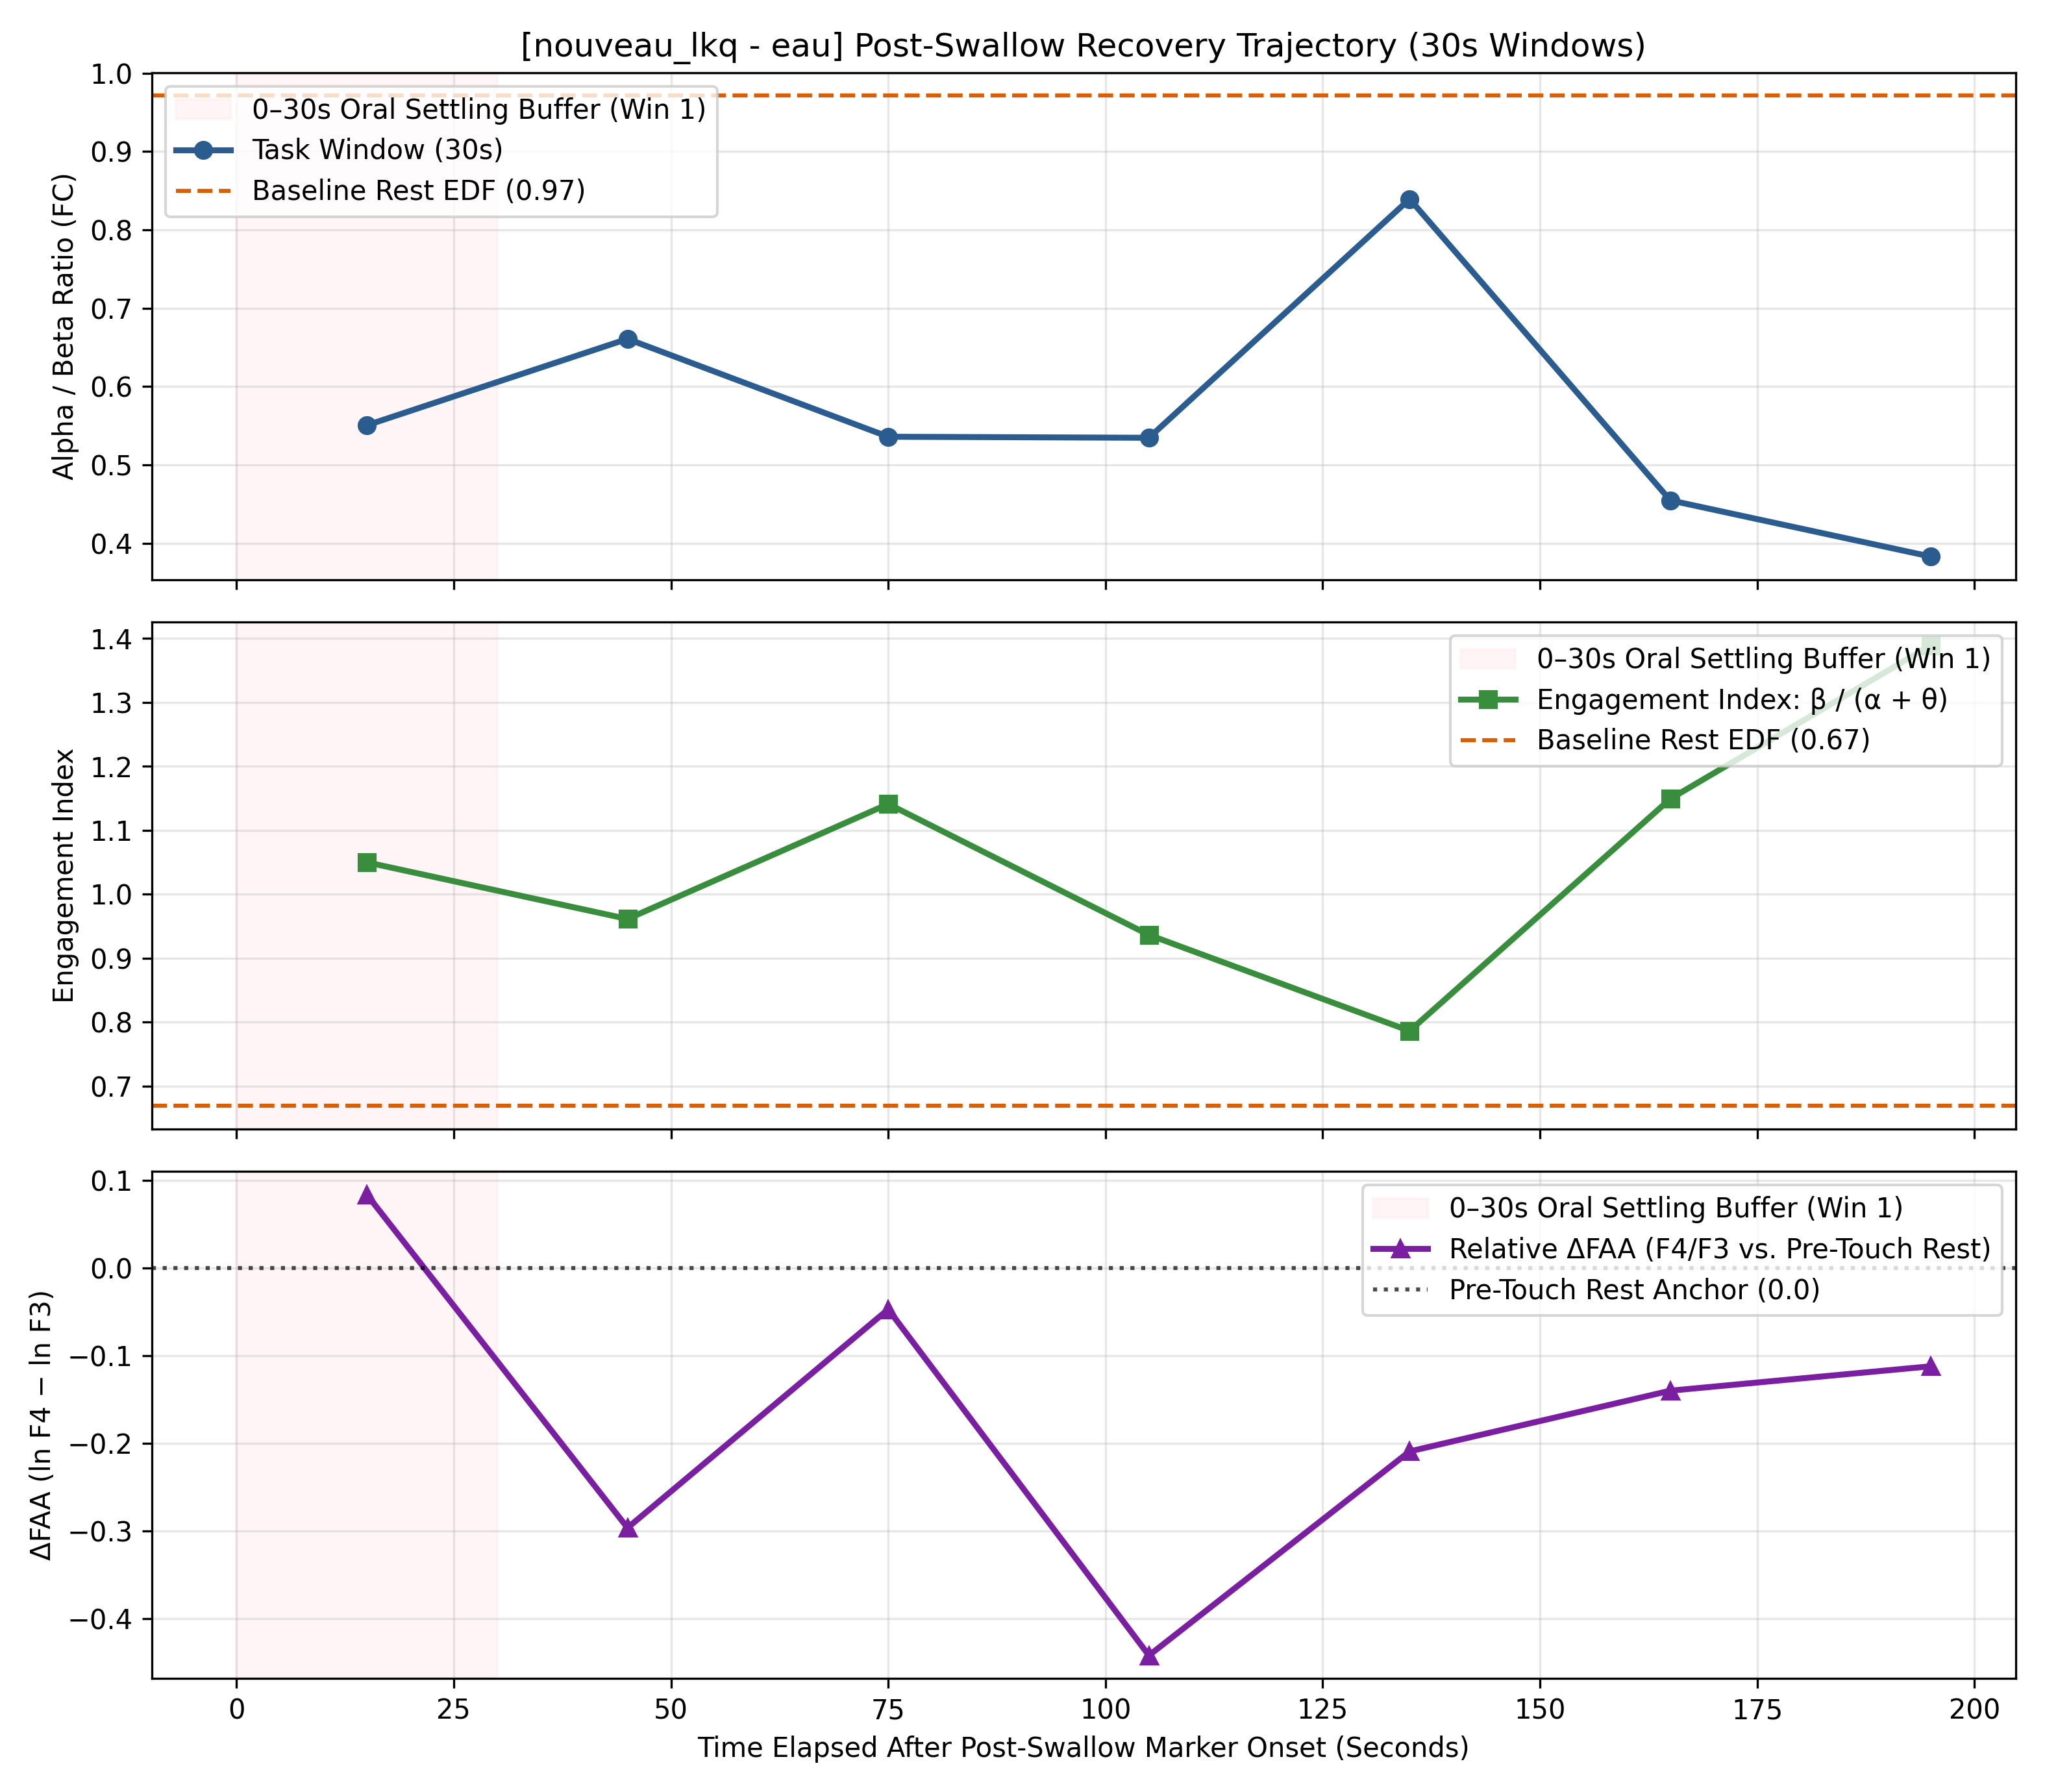 [nouveau_lkq - eau] Post-Swallow Recovery Trajectory (30s Windows)
1.0
0.9
0.8
0.7
0.6
0.5
0.4
Alpha / Beta Ratio (FC)
0–30s Oral Settling Buffer (Win 1)
Task Window (30s)
Baseline Rest EDF (0.97)
1.4
1.3
1.2
1.1
1.0
0.9
0.8
0.7
Engagement Index
0–30s Oral Settling Buffer (Win 1)
Engagement Index: β / (α + θ)
Baseline Rest EDF (0.67)
0.1
0.0
−0.1
−0.2
−0.3
−0.4
ΔFAA (ln F4 − ln F3)
0–30s Oral Settling Buffer (Win 1)
Relative ΔFAA (F4/F3 vs. Pre-Touch Rest)
Pre-Touch Rest Anchor (0.0)
0 25 50 75 100 125 150 175 200
Time Elapsed After Post-Swallow Marker Onset (Seconds)